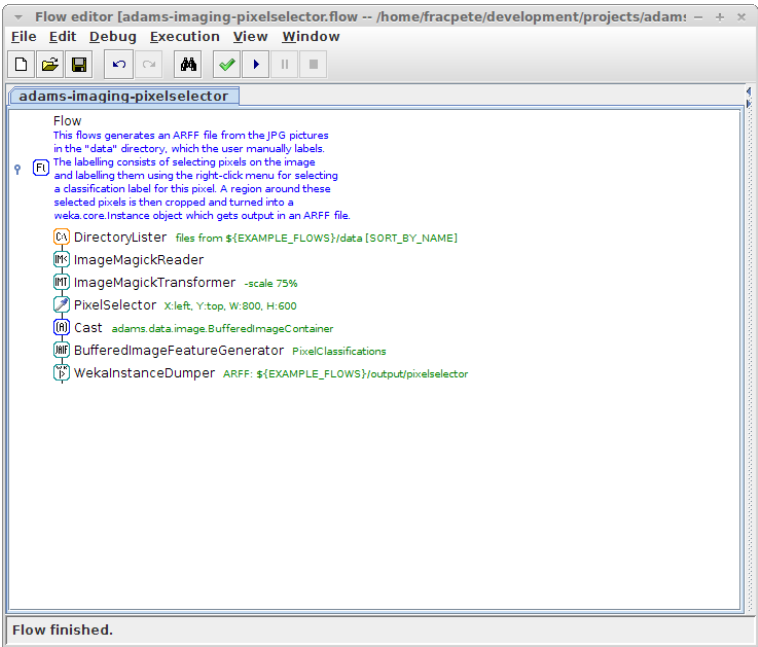 Flow editor [adams-imaging-pixelselector.flow -- /home/fracpete/development/projects/adams
File Edit Debug Execution View Window
adams-imaging-pixelselector
Flow
This flows generates an ARFF file from the JPG pictures
in the "data" directory, which the user manually labels.
The labelling consists of selecting pixels on the image
and labelling them using the right-click menu for selecting
a classification label for this pixel. A region around these
selected pixels is then cropped and turned into a
weka.core.Instance object which gets output in an ARFF file.
DirectoryLister files from ${EXAMPLE_FLOWS}/data [SORT_BY_NAME]
ImageMagickReader
ImageMagickTransformer -scale 75%
PixelSelector X:left, Y:top, W:800, H:600
Cast adams.data.image.BufferedImageContainer
BufferedImageFeatureGenerator PixelClassifications
WekaInstanceDumper ARFF: ${EXAMPLE_FLOWS}/output/pixelselector
Flow finished.